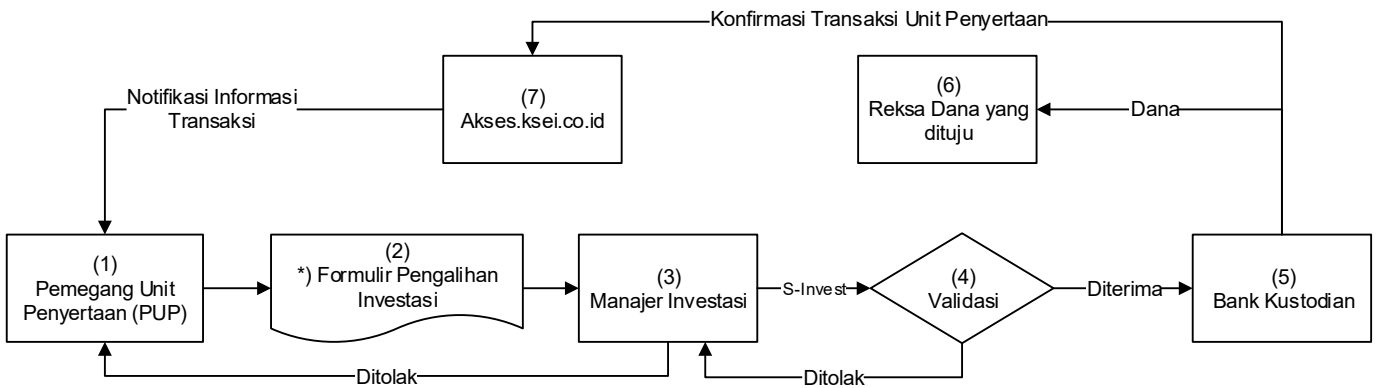 Konfirmasi Transaksi Unit Penyertaan
(7)
Akses.ksei.co.id
(6)
Reksa Dana yang
dituju
Dana
Notifikasi Informasi
Transaksi
(1)
Pemegang Unit
Penyertaan (PUP)
(2)
*) Formulir Pengalihan
Investasi
(3)
Manajer Investasi
S-Invest
(4)
Validasi
Diterima
(5)
Bank Kustodian
Ditolak
Ditolak